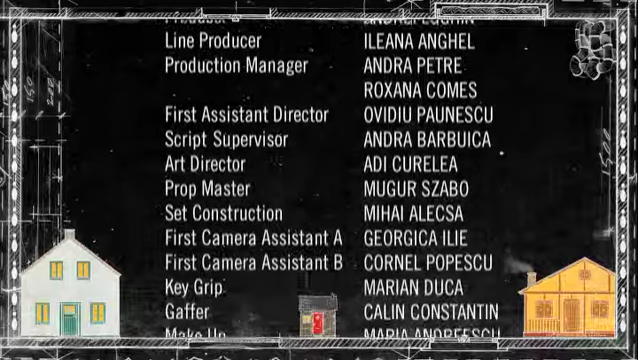 Line Producer ILEANA ANGHEL
Production Manager ANDRA PETRE
ROXANA COMES
First Assistant Director OVIDIU PAUNESCU
Script Supervisor ANDRA BARBUICA
Art Director ADI CURELEA
Prop Master MUGUR SZABO
Set Construction MIHAI ALECSA
First Camera Assistant A GEORGICA ILIE
First Camera Assistant B CORNEL POPESCU
Key Grip MARIAN DUCA
Gaffer CALIN CONSTANTIN
Make Up MARIA ANDREESCU
1500